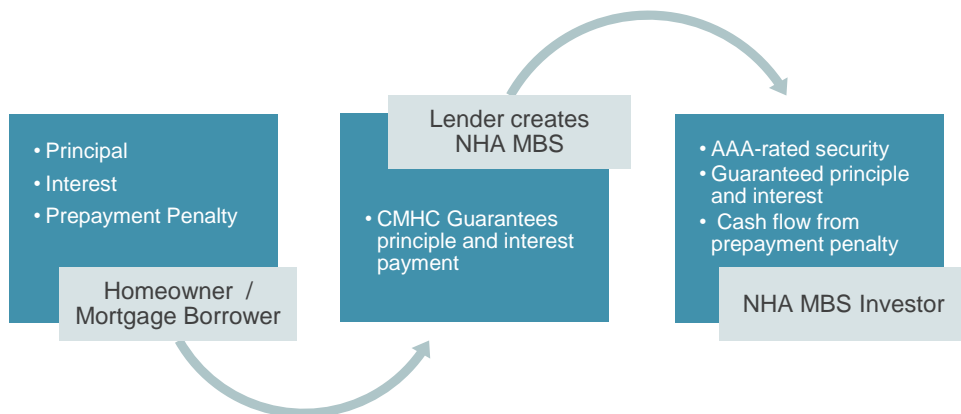 • Principal
• Interest
• Prepayment Penalty
Homeowner /
Mortgage Borrower
Lender creates
NHA MBS
• CMHC Guarantees
principle and interest
payment
• AAA-rated security
• Guaranteed principle
and interest
• Cash flow from
prepayment penalty
NHA MBS Investor